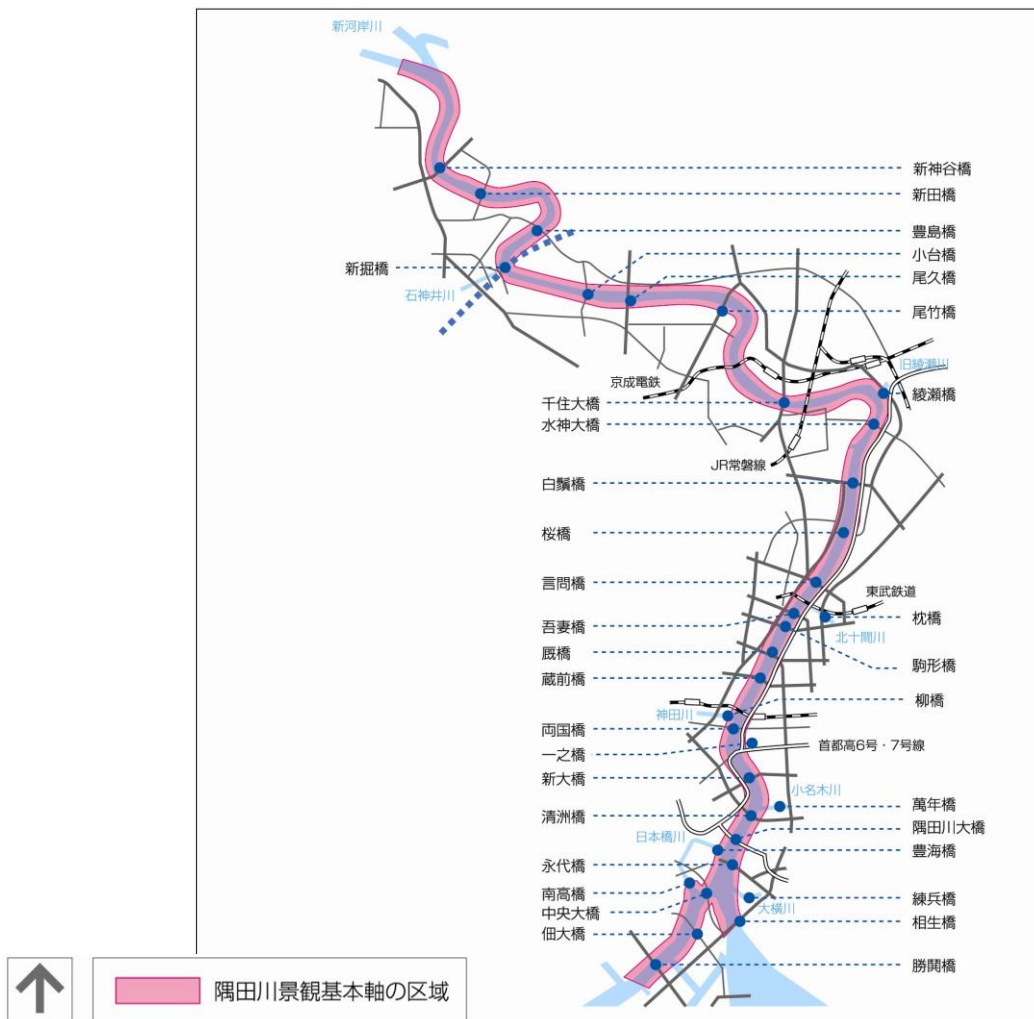 新河岸川
新神谷橋
新田橋
豊島橋
小台橋
新掘橋
尾久橋
石神井川
尾竹橋
旧綾瀬川
京成電鉄
綾瀬橋
千住大橋
水神大橋
JR常磐線
白鬚橋
桜橋
言問橋
東武鉄道
吾妻橋
枕橋
北十間川
厩橋
駒形橋
蔵前橋
柳橋
神田川
両国橋
首都高6号・7号線
一之橋
新大橋
小名木川
萬年橋
清洲橋
隅田川大橋
日本橋川
豊海橋
永代橋
南高橋
練兵橋
大横川
中央大橋
相生橋
佃大橋
勝鬨橋
隅田川景観基本軸の区域